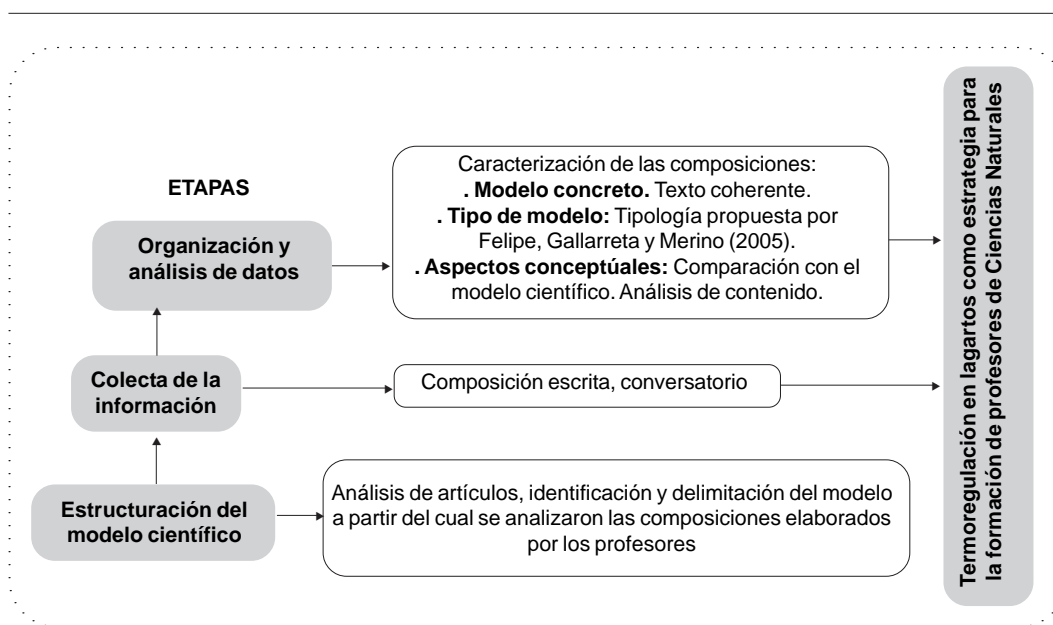 ETAPAS
Organización y
análisis de datos
Caracterización de las composiciones:
. Modelo concreto. Texto coherente.
. Tipo de modelo: Tipología propuesta por
Felipe, Gallarreta y Merino (2005).
. Aspectos conceptúales: Comparación con el
modelo científico. Análisis de contenido.
Colecta de la
información
Composición escrita, conversatorio
Estructuración del
modelo científico
Análisis de artículos, identificación y delimitación del modelo
a partir del cual se analizaron las composiciones elaborados
por los profesores
Termoregulación en lagartos como estrategia para
la formación de profesores de Ciencias Naturales